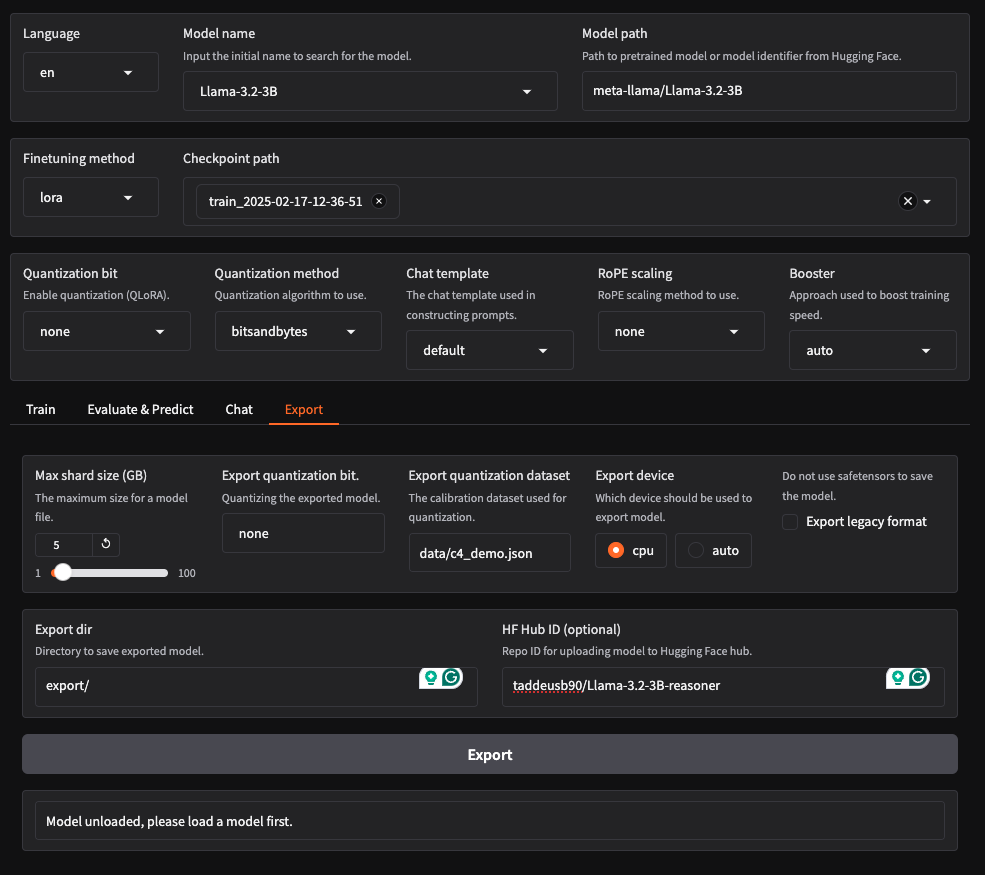 Language
Model name
Model path
Input the initial name to search for the model.
Path to pretrained model or model identifier from Hugging Face.
en
Llama-3.2-3B
meta-llama/Llama-3.2-3B
Finetuning method
Checkpoint path
lora
train_2025-02-17-12-36-51
Quantization bit
Enable quantization (QLoRA).
none
Quantization method
Quantization algorithm to use.
bitsandbytes
Chat template
The chat template used in
constructing prompts.
default
RoPE scaling
RoPE scaling method to use.
none
Booster
Approach used to boost training
speed.
auto
Train
Evaluate & Predict
Chat
Export
Max shard size (GB)
The maximum size for a model
file.
5
1
100
Export quantization bit.
Quantizing the exported model.
none
Export quantization dataset
The calibration dataset used for
quantization.
data/c4_demo.json
Export device
Which device should be used to
export model.
cpu
auto
Do not use safetensors to save
the model.
Export legacy format
Export dir
Directory to save exported model.
export/
HF Hub ID (optional)
Repo ID for uploading model to Hugging Face hub.
taddeusb90/Llama-3.2-3B-reasoner
Export
Model unloaded, please load a model first.